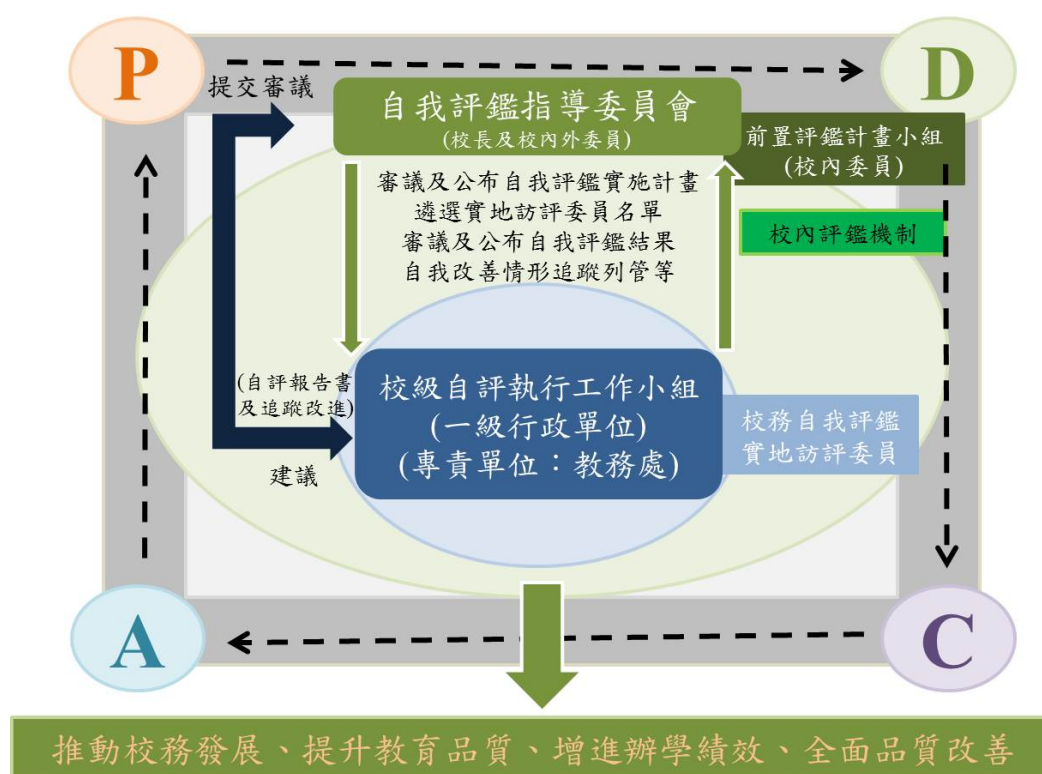 P
D
提交審議
自我評鑑指導委員會
(校長及校內外委員)
前置評鑑計畫小組
(校內委員)
審議及公布自我評鑑實施計畫
遴選實地訪評委員名單
審議及公布自我評鑑結果
自我改善情形追蹤列管等
校內評鑑機制
(自評報告書
及追蹤改進)
校級自評執行工作小組
(一級行政單位)
(專責單位：教務處)
校務自我評鑑
實地訪評委員
建議
A
C
推動校務發展、提升教育品質、增進辦學績效、全面品質改善